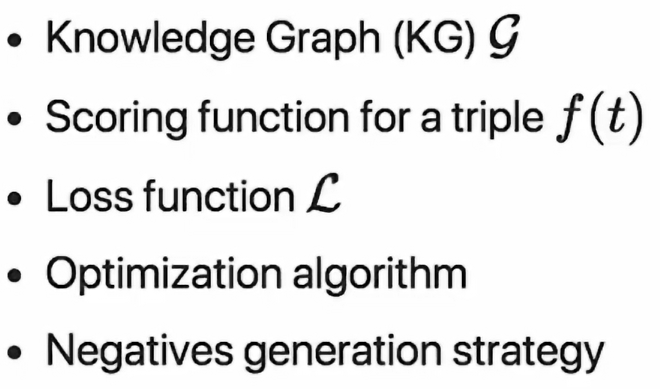 • Knowledge Graph (KG) 𝒢
• Scoring function for a triple f(t)
• Loss function ℒ
• Optimization algorithm
• Negatives generation strategy